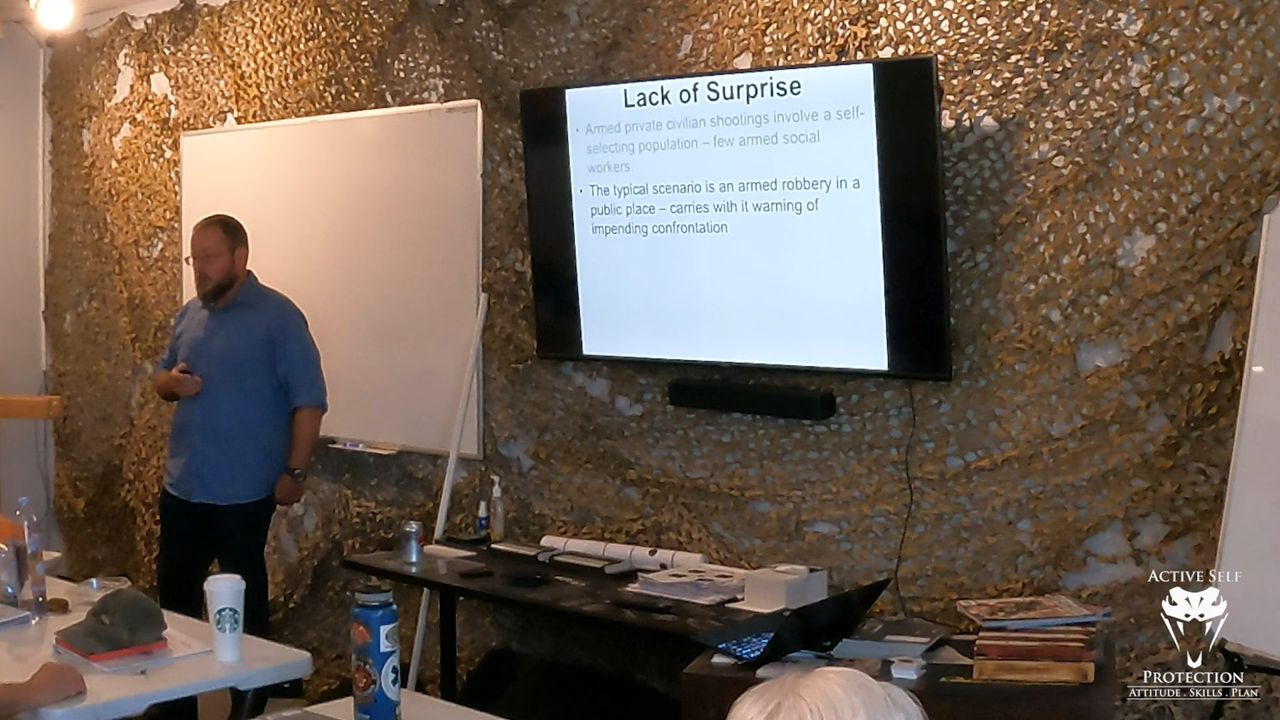 Lack of Surprise
• Armed private civilian shootings involve a self-
selecting population – few armed social
workers.
• The typical scenario is an armed robbery in a
public place – carries with it warning of
impending confrontation
ACTIVE SELF
PROTECTION
ATTITUDE . SKILLS . PLAN